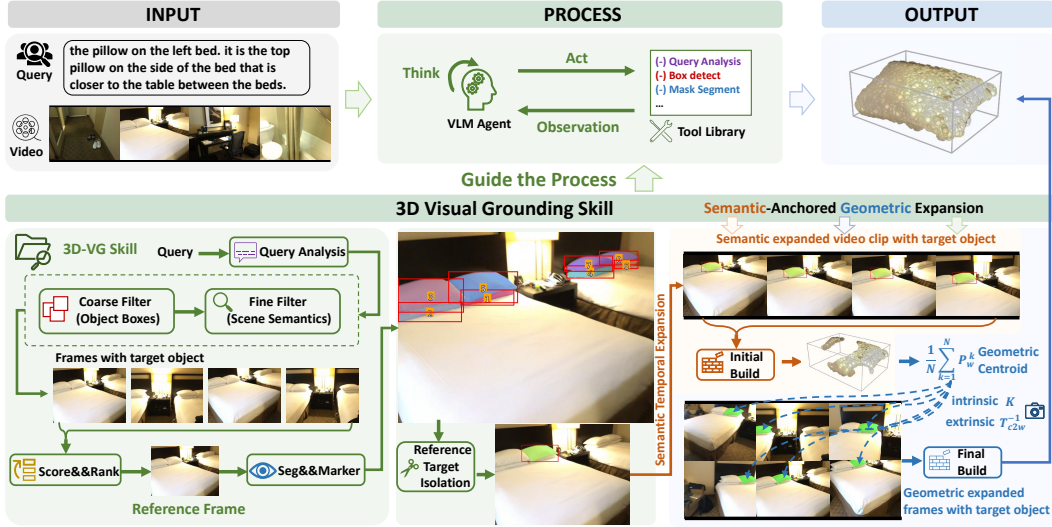 INPUT
PROCESS
OUTPUT
Query
the pillow on the left bed. it is the top
pillow on the side of the bed that is
closer to the table between the beds.
Video
Think
VLM Agent
Act
Observation
(-) Query Analysis
(-) Box detect
(-) Mask Segment
...
Tool Library
Guide the Process
3D Visual Grounding Skill
Semantic-Anchored Geometric Expansion
3D-VG Skill
Query
Query Analysis
Coarse Filter
(Object Boxes)
Fine Filter
(Scene Semantics)
Frames with target object
Score&&Rank
Seg&&Marker
Reference Frame
Reference
Target
Isolation
Semantic Temporal Expansion
Semantic expanded video clip with target object
Initial
Build
$\frac{1}{N}\sum_{k=1}^{N} P_w^k$ Geometric
Centroid
intrinsic K
extrinsic $T_{c2w}^{-1}$
Final
Build
Geometric expanded
frames with target object